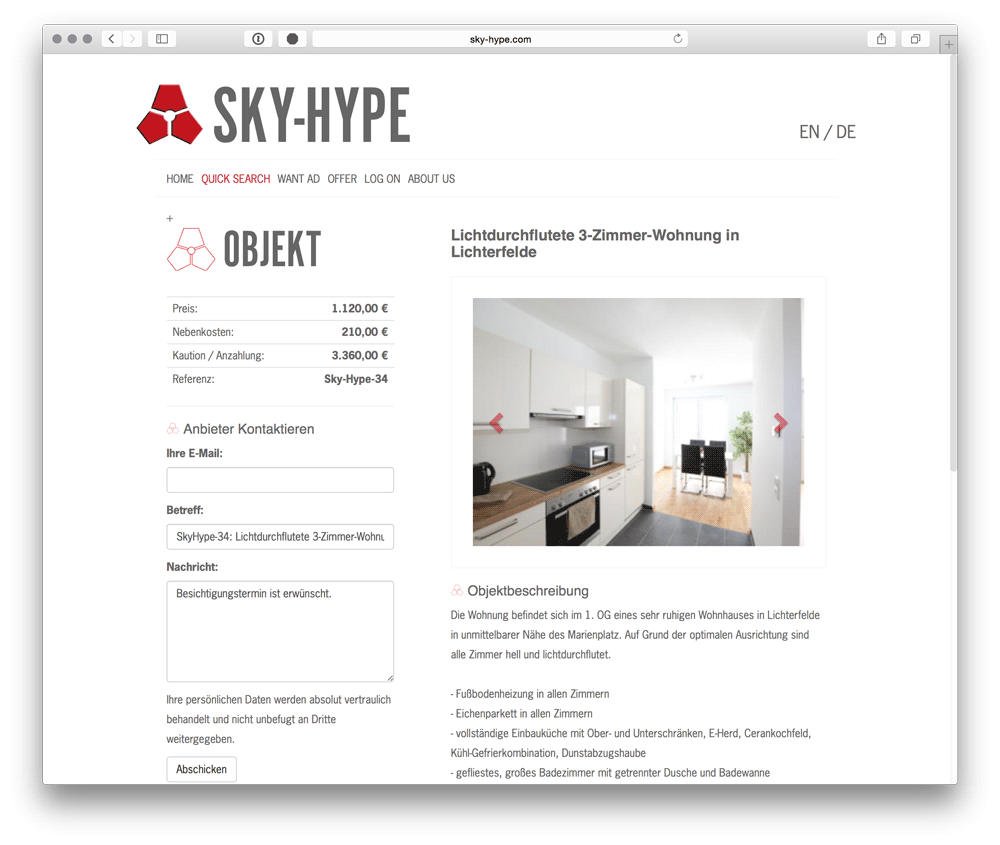 sky-hype.com
SKY-HYPE
EN / DE
HOME QUICK SEARCH WANT AD OFFER LOG ON ABOUT US
+
OBJEKT
Preis: 1.120,00 €
Nebenkosten: 210,00 €
Kaution / Anzahlung: 3.360,00 €
Referenz: Sky-Hype-34
Anbieter Kontaktieren
Ihre E-Mail:
Betreff:
SkyHype-34: Lichtdurchflutete 3-Zimmer-Wohnu
Nachricht:
Besichtigungstermin ist erwünscht.
Ihre persönlichen Daten werden absolut vertraulich
behandelt und nicht unbefugt an Dritte
weitergegeben.
Abschicken
Lichtdurchflutete 3-Zimmer-Wohnung in
Lichterfelde
Objektbeschreibung
Die Wohnung befindet sich im 1. OG eines sehr ruhigen Wohnhauses in Lichterfelde
in unmittelbarer Nähe des Marienplatz. Auf Grund der optimalen Ausrichtung sind
alle Zimmer hell und lichtdurchflutet.
- Fußbodenheizung in allen Zimmern
- Eichenparkett in allen Zimmern
- vollständige Einbauküche mit Ober- und Unterschränken, E-Herd, Cerankochfeld,
Kühl-Gefrierkombination, Dunstabzugshaube
- gefliestes, großes Badezimmer mit getrennter Dusche und Badewanne